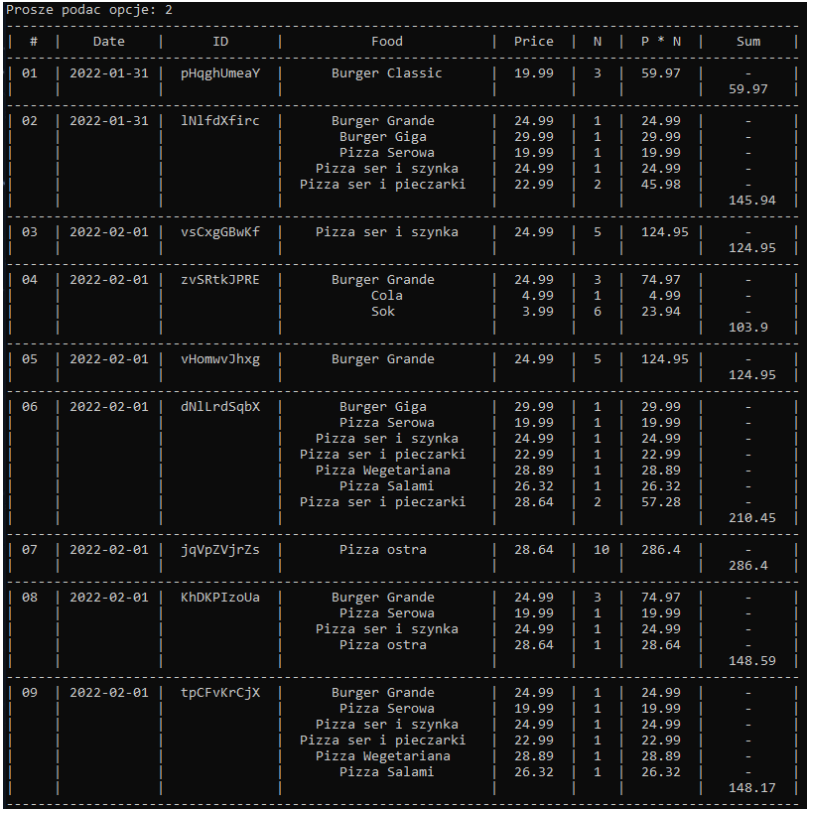 Prosze podac opcje: 2
| # | Date | ID | Food | Price | N | P * N | Sum |
| 01 | 2022-01-31 | pHqghUmeaY | Burger Classic | 19.99 | 3 | 59.97 | - |
59.97
| 02 | 2022-01-31 | lNlfdXfirc | Burger Grande | 24.99 | 1 | 24.99 | - |
| Burger Giga | 29.99 | 1 | 29.99 | - |
| Pizza Serowa | 19.99 | 1 | 19.99 | - |
| Pizza ser i szynka | 24.99 | 1 | 24.99 | - |
| Pizza ser i pieczarki | 22.99 | 2 | 45.98 | - |
145.94
| 03 | 2022-02-01 | vsCxgGBwKf | Pizza ser i szynka | 24.99 | 5 | 124.95 | - |
124.95
| 04 | 2022-02-01 | zvSRtkJPRE | Burger Grande | 24.99 | 3 | 74.97 | - |
| Cola | 4.99 | 1 | 4.99 | - |
| Sok | 3.99 | 6 | 23.94 | - |
103.9
| 05 | 2022-02-01 | vHomwvJhxg | Burger Grande | 24.99 | 5 | 124.95 | - |
124.95
| 06 | 2022-02-01 | dNlLrdSqbX | Burger Giga | 29.99 | 1 | 29.99 | - |
| Pizza Serowa | 19.99 | 1 | 19.99 | - |
| Pizza ser i szynka | 24.99 | 1 | 24.99 | - |
| Pizza ser i pieczarki | 22.99 | 1 | 22.99 | - |
| Pizza Wegetariana | 28.89 | 1 | 28.89 | - |
| Pizza Salami | 26.32 | 1 | 26.32 | - |
| Pizza ser i pieczarki | 28.64 | 2 | 57.28 | - |
210.45
| 07 | 2022-02-01 | jqVpZVjrZs | Pizza ostra | 28.64 | 10 | 286.4 | - |
286.4
| 08 | 2022-02-01 | KhDKPIzoUa | Burger Grande | 24.99 | 3 | 74.97 | - |
| Pizza Serowa | 19.99 | 1 | 19.99 | - |
| Pizza ser i szynka | 24.99 | 1 | 24.99 | - |
| Pizza ostra | 28.64 | 1 | 28.64 | - |
148.59
| 09 | 2022-02-01 | tpCFvKrCjX | Burger Grande | 24.99 | 1 | 24.99 | - |
| Pizza Serowa | 19.99 | 1 | 19.99 | - |
| Pizza ser i szynka | 24.99 | 1 | 24.99 | - |
| Pizza ser i pieczarki | 22.99 | 1 | 22.99 | - |
| Pizza Wegetariana | 28.89 | 1 | 28.89 | - |
| Pizza Salami | 26.32 | 1 | 26.32 | - |
148.17